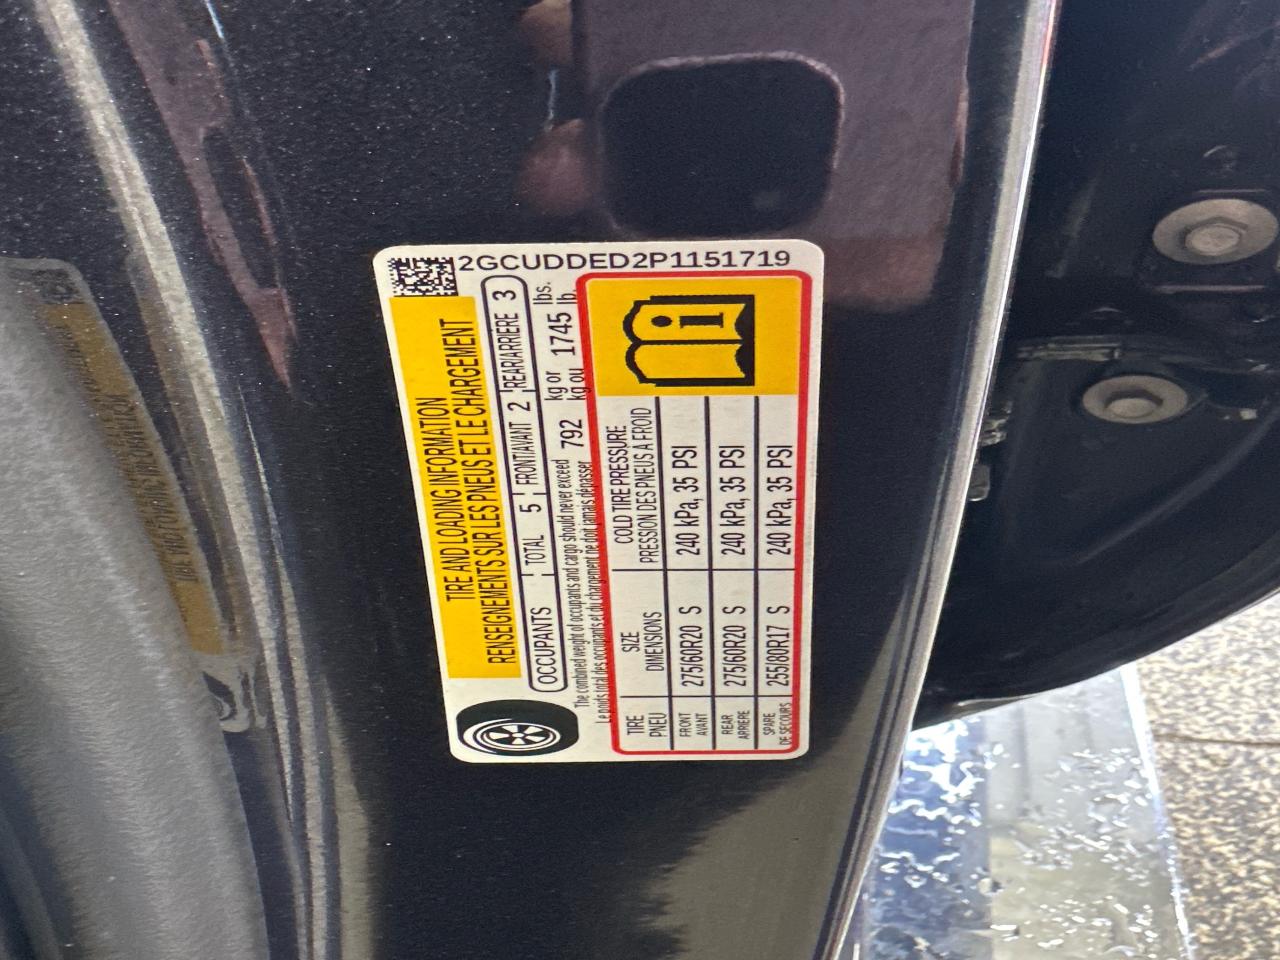 2GCUDDED2P1151719
TIRE AND LOADING INFORMATION
RENSEIGNEMENTS SUR LES PNEUS ET LE CHARGEMENT
OCCUPANTS TOTAL 5 FRONT/AVANT 2 REAR/ARRIERE 3
The combined weight of occupants and cargo should never exceed 792 kg or 1745 lbs.
Le poids total des occupants et du chargement ne doit jamais dépasser kg ou lb.
TIRE SIZE COLD TIRE PRESSURE
PNEU DIMENSIONS PRESSION DES PNEUS A FROID
FRONT 275/60R20 S 240 kPa, 35 PSI
AVANT
REAR 275/60R20 S 240 kPa, 35 PSI
ARRIERE
SPARE 255/80R17 S 240 kPa, 35 PSI
DE SECOURS
i